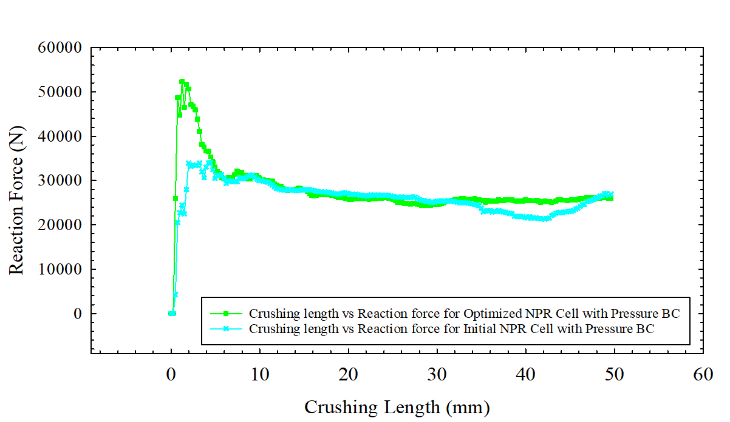 60000
50000
40000
30000
20000
10000
0
Reaction Force (N)
Crushing length vs Reaction force for Optimized NPR Cell with Pressure BC
Crushing length vs Reaction force for Initial NPR Cell with Pressure BC
0 10 20 30 40 50 60
Crushing Length (mm)